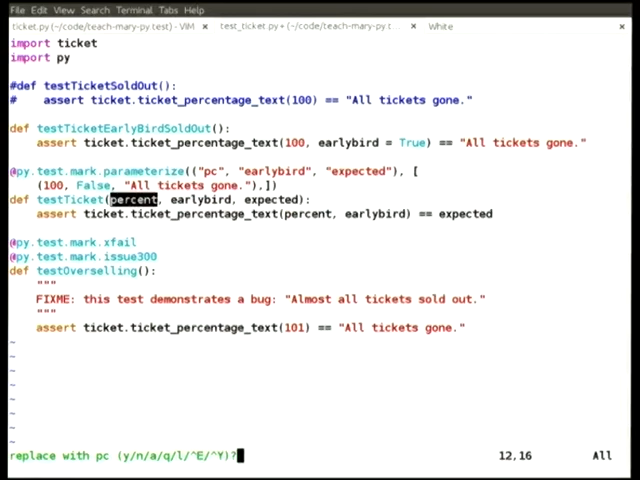 File Edit View Search Terminal Tabs Help
ticket.py (~/code/teach-mary-py.test) - VIM × test_ticket.py+ (~/code/teach-mary-py.t... × White ×
import ticket
import py
#def testTicketSoldOut():
#    assert ticket.ticket_percentage_text(100) == "All tickets gone."
def testTicketEarlyBirdSoldOut():
    assert ticket.ticket_percentage_text(100, earlybird = True) == "All tickets gone."
@py.test.mark.parameterize(("pc", "earlybird", "expected"), [
    (100, False, "All tickets gone."),])
def testTicket(percent, earlybird, expected):
    assert ticket.ticket_percentage_text(percent, earlybird) == expected
@py.test.mark.xfail
@py.test.mark.issue300
def testOverselling():
    """
    FIXME: this test demonstrates a bug: "Almost all tickets sold out."
    """
    assert ticket.ticket_percentage_text(101) == "All tickets gone."
~
~
~
~
~
~
~
~
replace with pc (y/n/a/q/l/^E/^Y)? 12,16 All